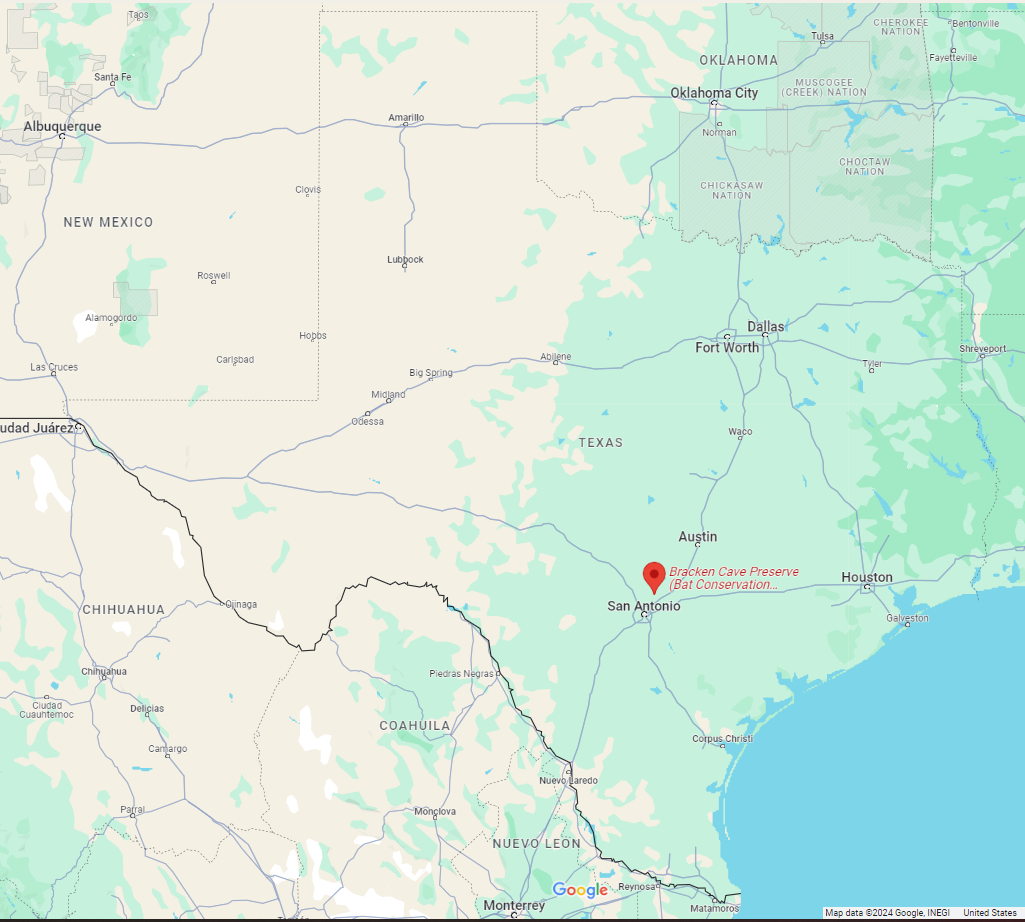 Taos
CHEROKEE
NATION
Bentonville
Tulsa
Fayetteville
OKLAHOMA
Santa Fe
MUSCOGEE
(CREEK) NATION
Oklahoma City
Albuquerque
Amarillo
Norman
CHOCTAW
NATION
Clovis
CHICKASAW
NATION
NEW MEXICO
Lubbock
Roswell
Alamogordo
Dallas
Hobbs
Fort Worth
Shreveport
Carlsbad
Abilene
Tyler
Las Cruces
Big Spring
Midland
Odessa
udad Juárez
Waco
TEXAS
Austin
Bracken Cave Preserve
(Bat Conservation...
Houston
San Antonio
CHIHUAHUA
Ojinaga
Galveston
Chihuahua
Piedras Negras
Ciudad
Cuauhtemoc
Delicias
COAHUILA
Corpus Christi
Camargo
Nuevo Laredo
Parral
Monclova
NUEVO LEON
Google
Reynosa
Monterrey
Matamoros
Map data ©2024 Google, INEGI
United States